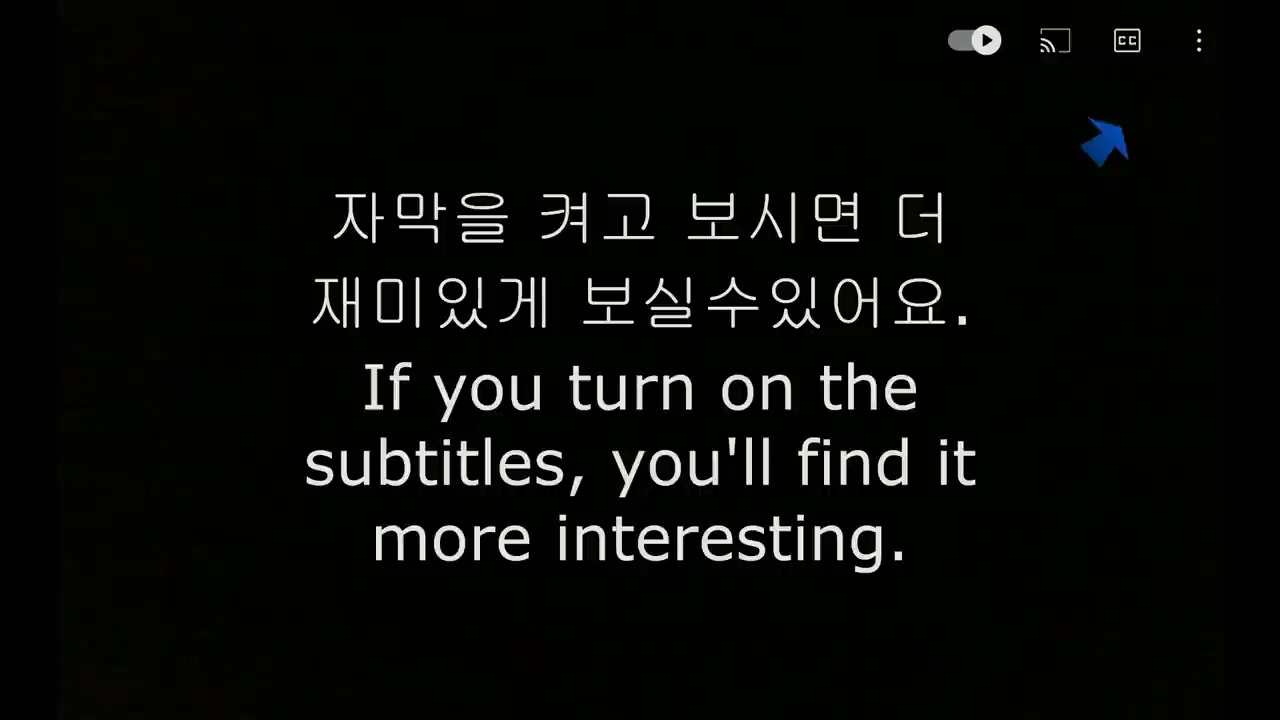 CC
자막을 켜고 보시면 더
재미있게 보실수있어요.
If you turn on the
subtitles, you'll find it
more interesting.